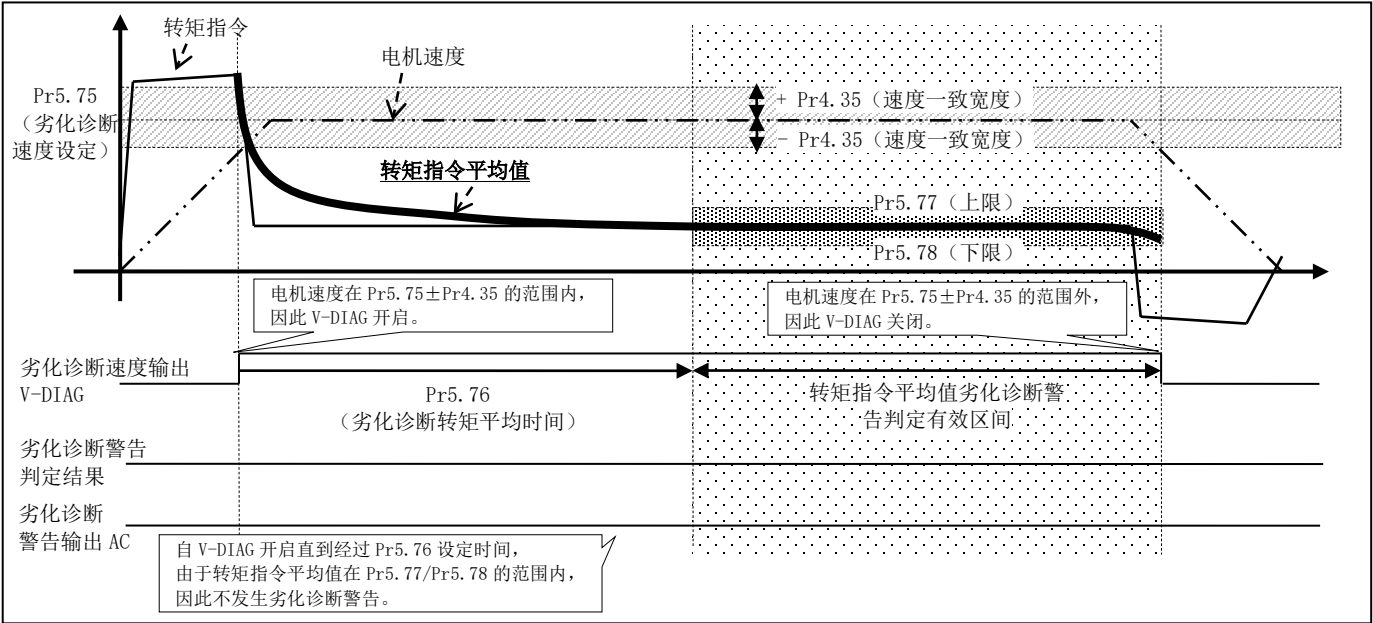 转矩指令
电机速度
Pr5.75
（劣化诊断
速度设定）
+ Pr4.35（速度一致宽度）
- Pr4.35（速度一致宽度）
转矩指令平均值
Pr5.77（上限）
Pr5.78（下限）
电机速度在 Pr5.75±Pr4.35 的范围内，
因此 V-DIAG 开启。
电机速度在 Pr5.75±Pr4.35 的范围外，
因此 V-DIAG 关闭。
劣化诊断速度输出
V-DIAG
Pr5.76
（劣化诊断转矩平均时间）
转矩指令平均值劣化诊断警
告判定有效区间
劣化诊断警告
判定结果
劣化诊断
警告输出 AC
自 V-DIAG 开启直到经过 Pr5.76 设定时间，
由于转矩指令平均值在 Pr5.77/Pr5.78 的范围内，
因此不发生劣化诊断警告。